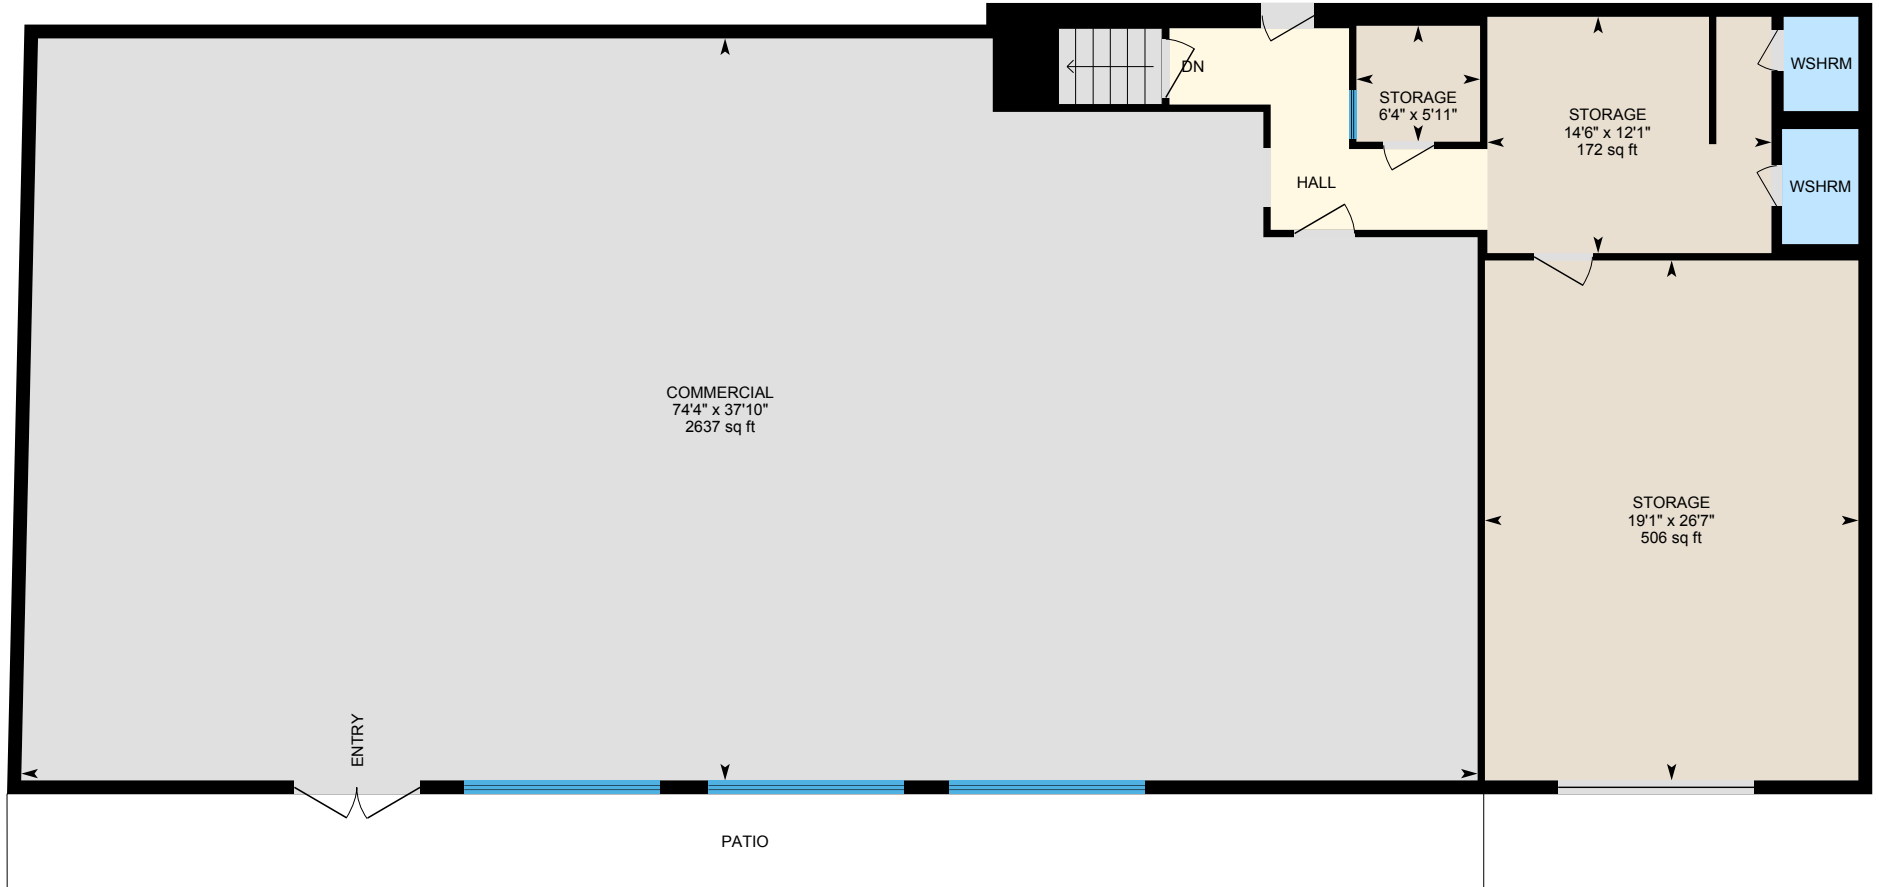 DN
STORAGE
6'4" x 5'11"
WSHRM
STORAGE
14'6" x 12'1"
172 sq ft
HALL
WSHRM
COMMERCIAL
74'4" x 37'10"
2637 sq ft
STORAGE
19'1" x 26'7"
506 sq ft
ENTRY
PATIO